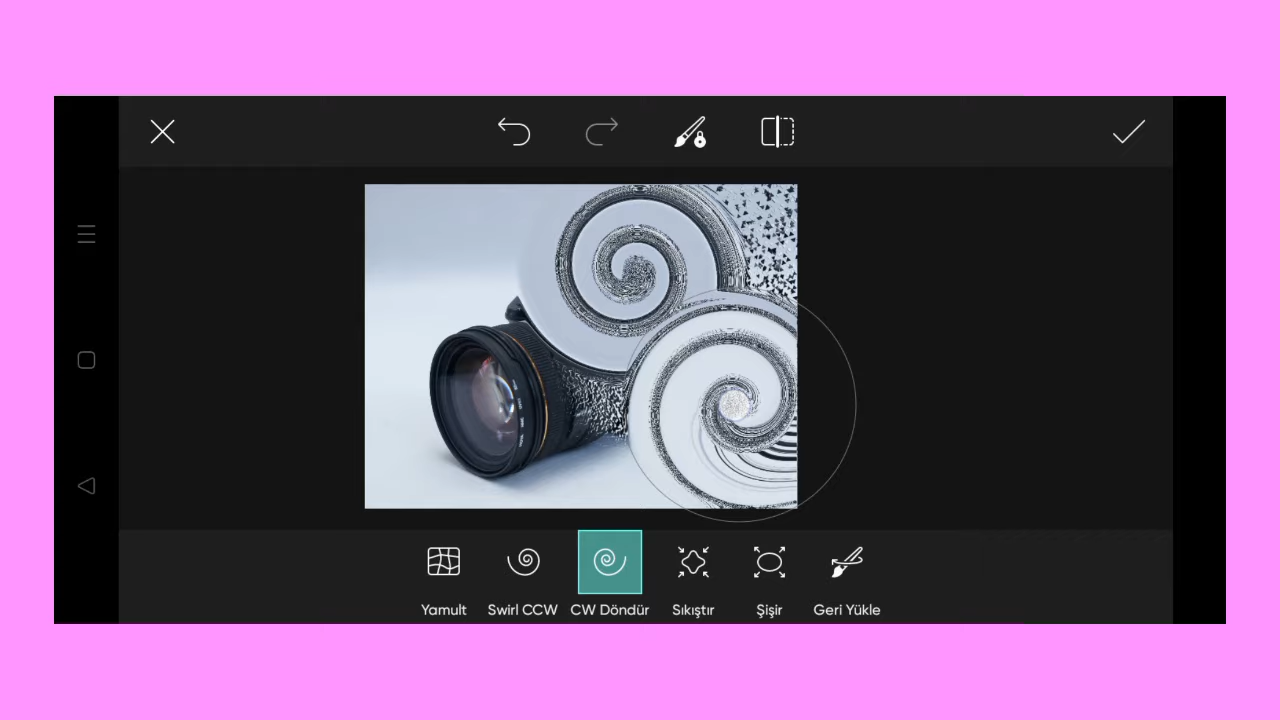 Yamult
Swirl CCW
CW Döndür
Sıkıştır
Şişir
Geri Yükle